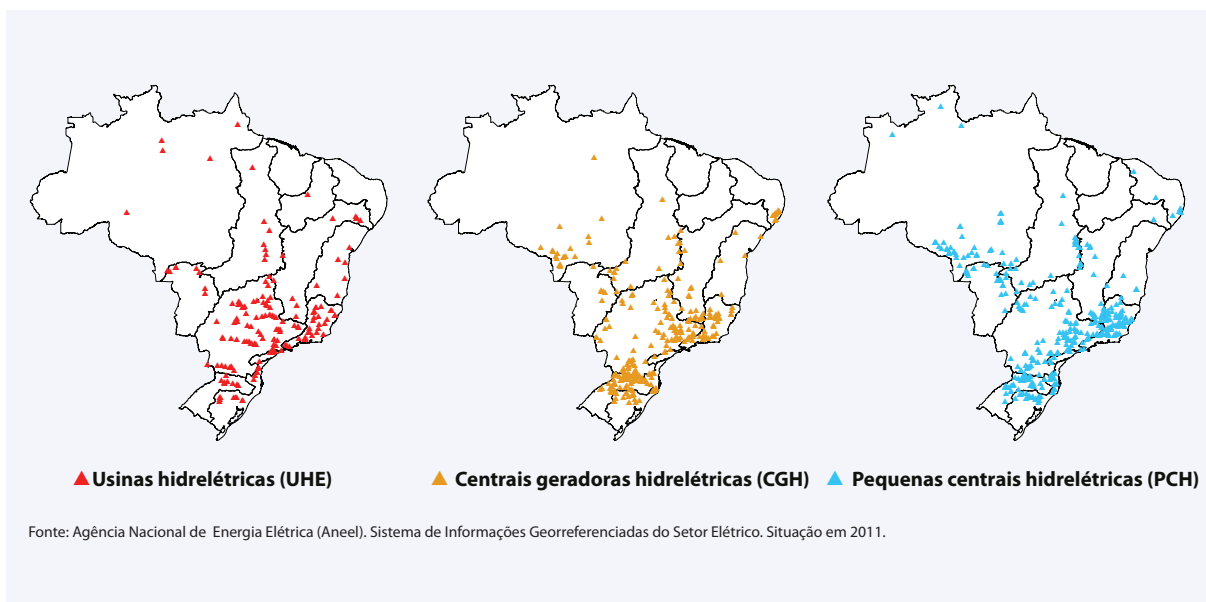 Usinas hidrelétricas (UHE)
Centrais geradoras hidrelétricas (CGH)
Pequenas centrais hidrelétricas (PCH)
Fonte: Agência Nacional de Energia Elétrica (Aneel). Sistema de Informações Georreferenciadas do Setor Elétrico. Situação em 2011.